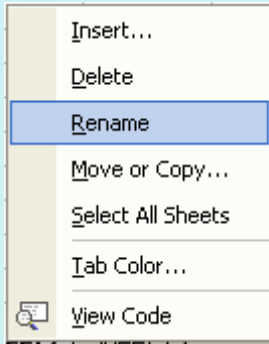 Insert...
Delete
Rename
Move or Copy...
Select All Sheets
Tab Color...
View Code